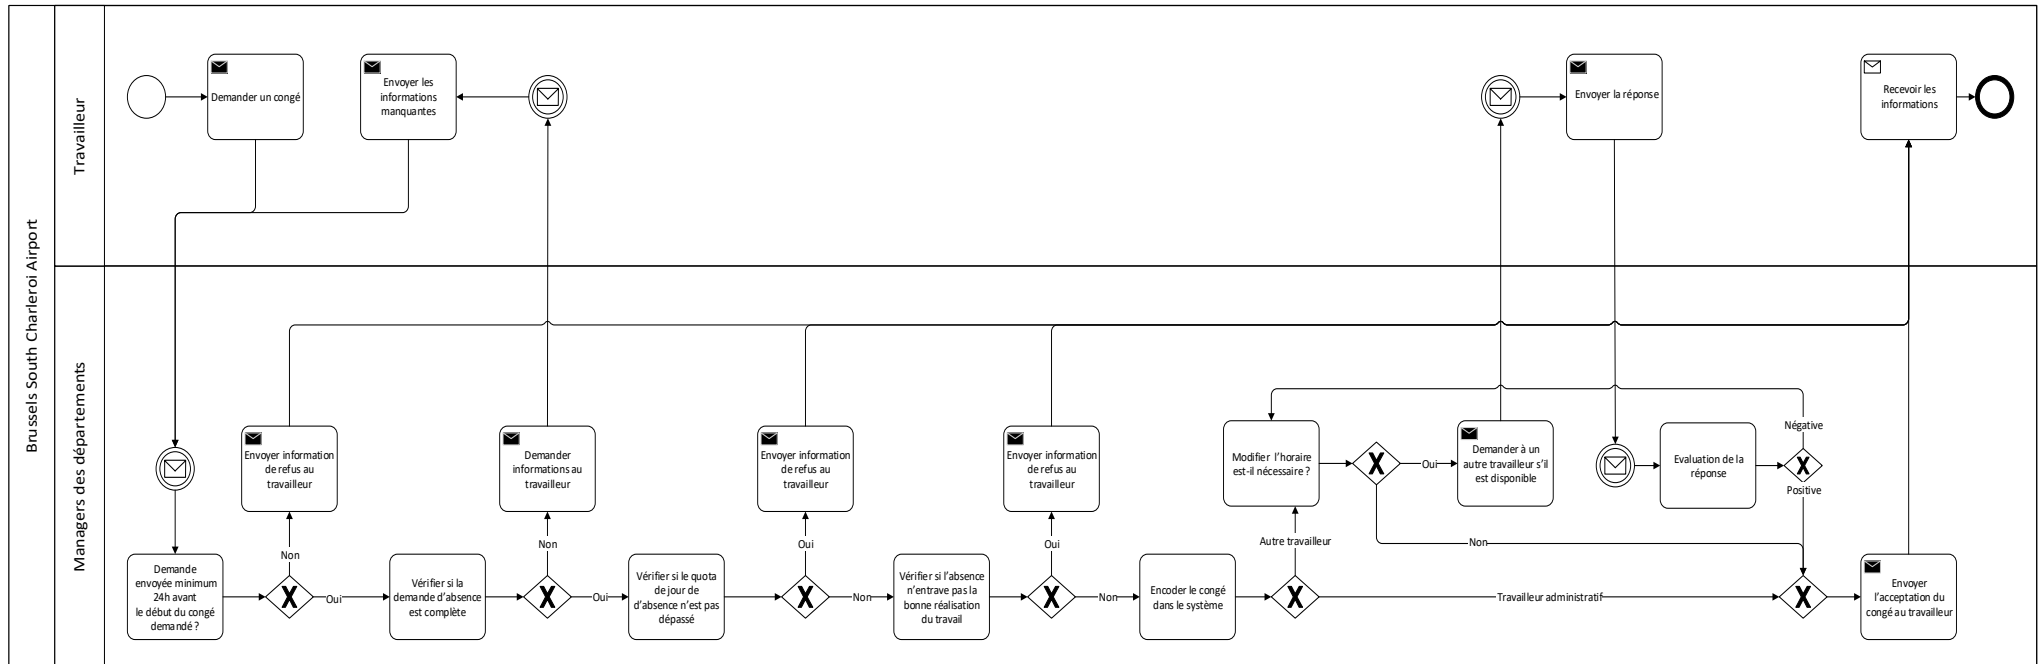 Brussels South Charleroi Airport
Travailleur
Demander un congé
Envoyer les
informations
manquantes
Envoyer la réponse
Recevoir les
informations
Managers des départements
Envoyer information
de refus au
travailleur
Demander
informations au
travailleur
Envoyer information
de refus au
travailleur
Envoyer information
de refus au
travailleur
Modifier l'horaire
est-il nécessaire ?
Oui
Demander à un
autre travailleur s'il
est disponible
Evaluation de la
réponse
Négative
Positive
Non
Non
Oui
Oui
Autre travailleur
Non
Demande
envoyée minimum
24h avant
le début du congé
demandé ?
Oui
Vérifier si la
demande d'absence
est complète
Oui
Vérifier si le quota
de jour de
d'absence n'est pas
dépassé
Non
Vérifier si l'absence
n'entrave pas la
bonne réalisation
du travail
Non
Encoder le congé
dans le système
Travailleur administratif
Envoyer
l'acceptation du
congé au travailleur